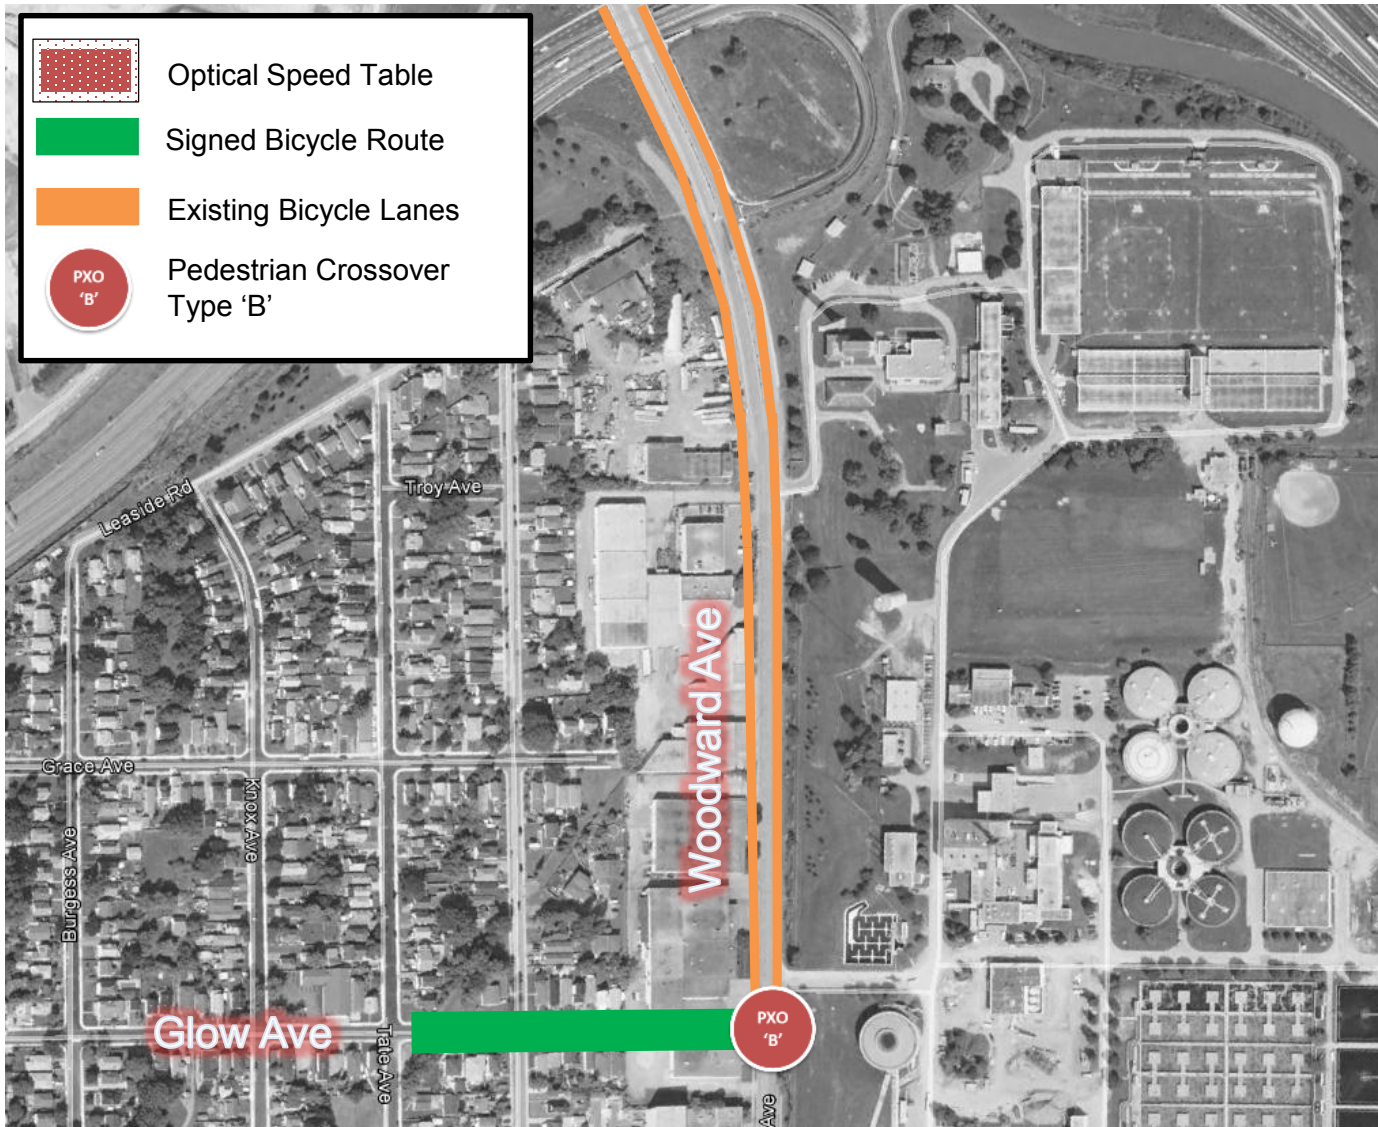 Optical Speed Table
Signed Bicycle Route
Existing Bicycle Lanes
PXO
'B'
Pedestrian Crossover
Type ‘B’
Troy Ave
Leaside Rd
Woodward Ave
Grace Ave
Knox Ave
Burgess Ave
Glow Ave
Tate Ave
PXO
'B'
Ave